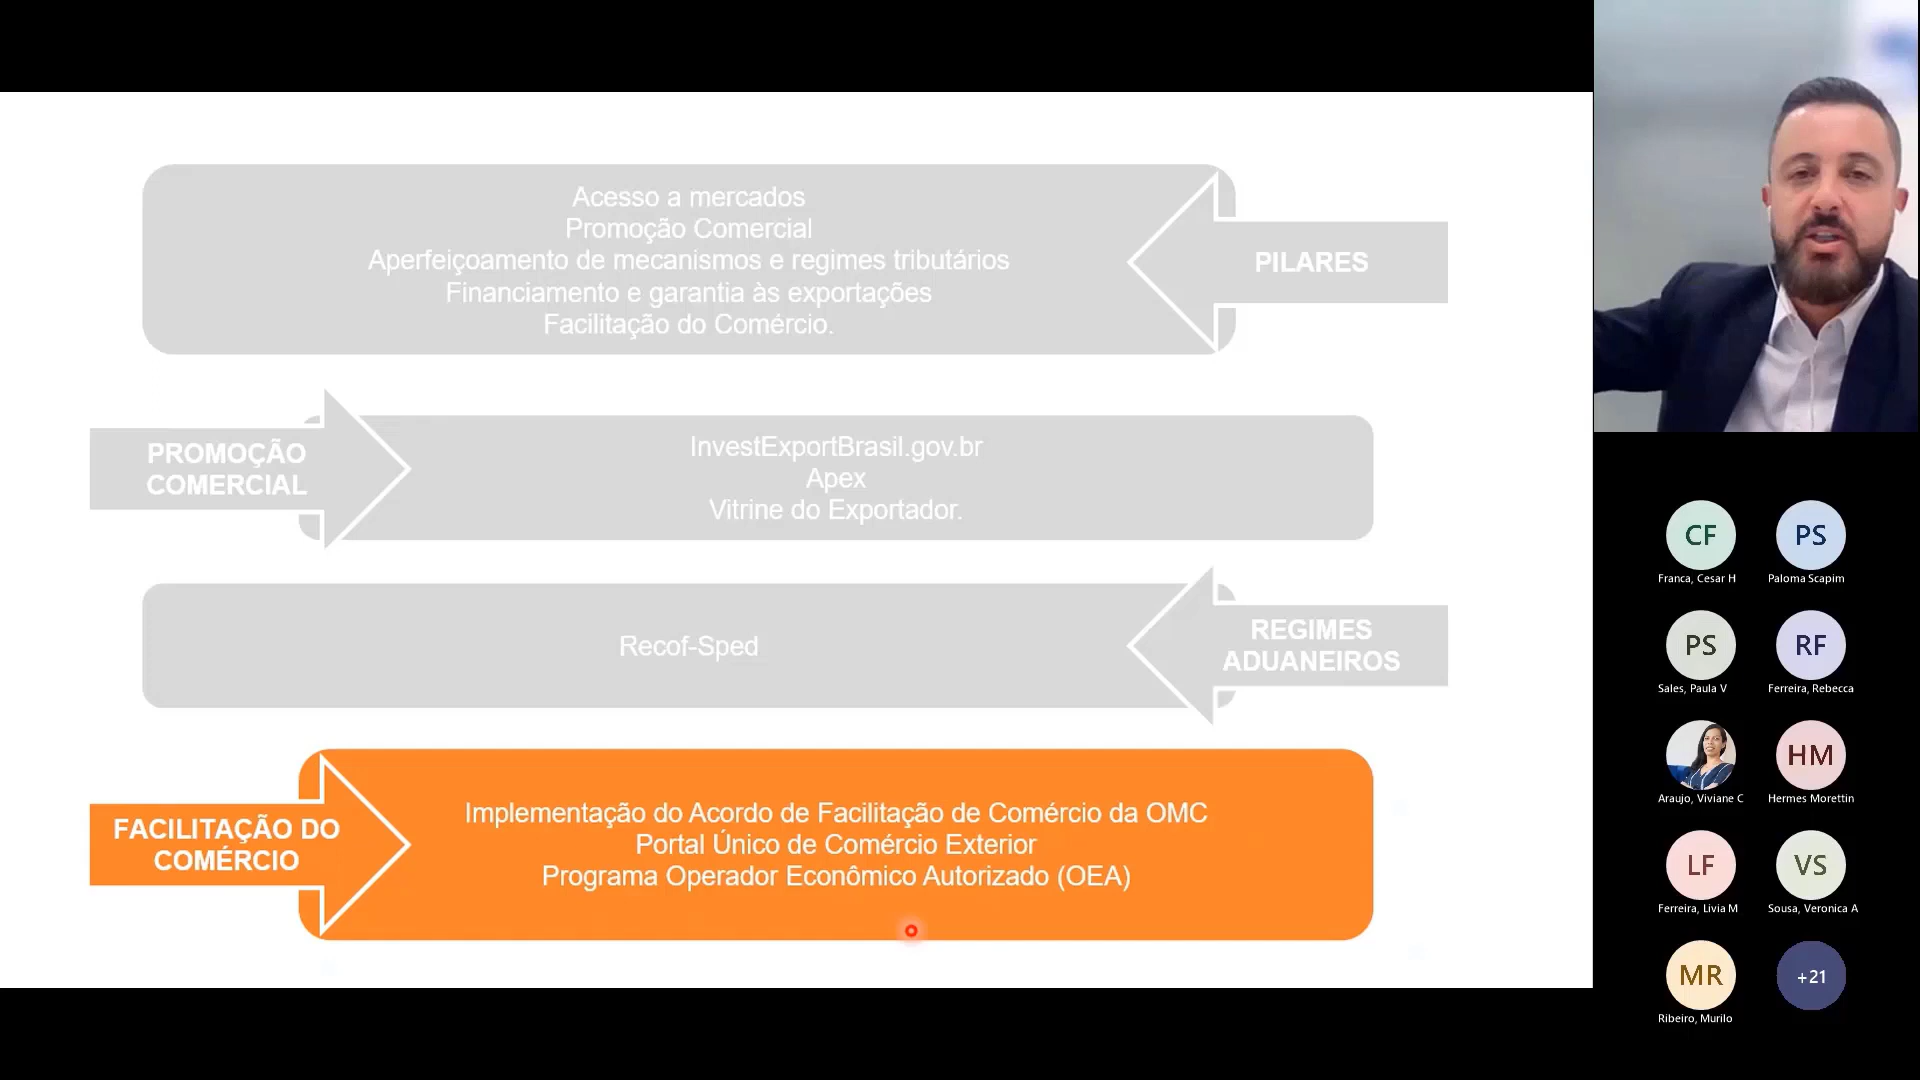 Acesso a mercados
Promoção Comercial
Aperfeiçoamento de mecanismos e regimes tributários
Financiamento e garantia às exportações
Facilitação do Comércio.
PILARES
PROMOÇÃO
COMERCIAL
InvestExportBrasil.gov.br
Apex
Vitrine do Exportador.
Recof-Sped
REGIMES
ADUANEIROS
FACILITAÇÃO DO
COMÉRCIO
Implementação do Acordo de Facilitação de Comércio da OMC
Portal Único de Comércio Exterior
Programa Operador Econômico Autorizado (OEA)
CF
Franca, Cesar H
PS
Paloma Scapim
PS
Sales, Paula V
RF
Ferreira, Rebecca
Araujo, Viviane C
HM
Hermes Morettin
LF
Ferreira, Livia M
VS
Sousa, Veronica A
MR
Ribeiro, Murilo
+21